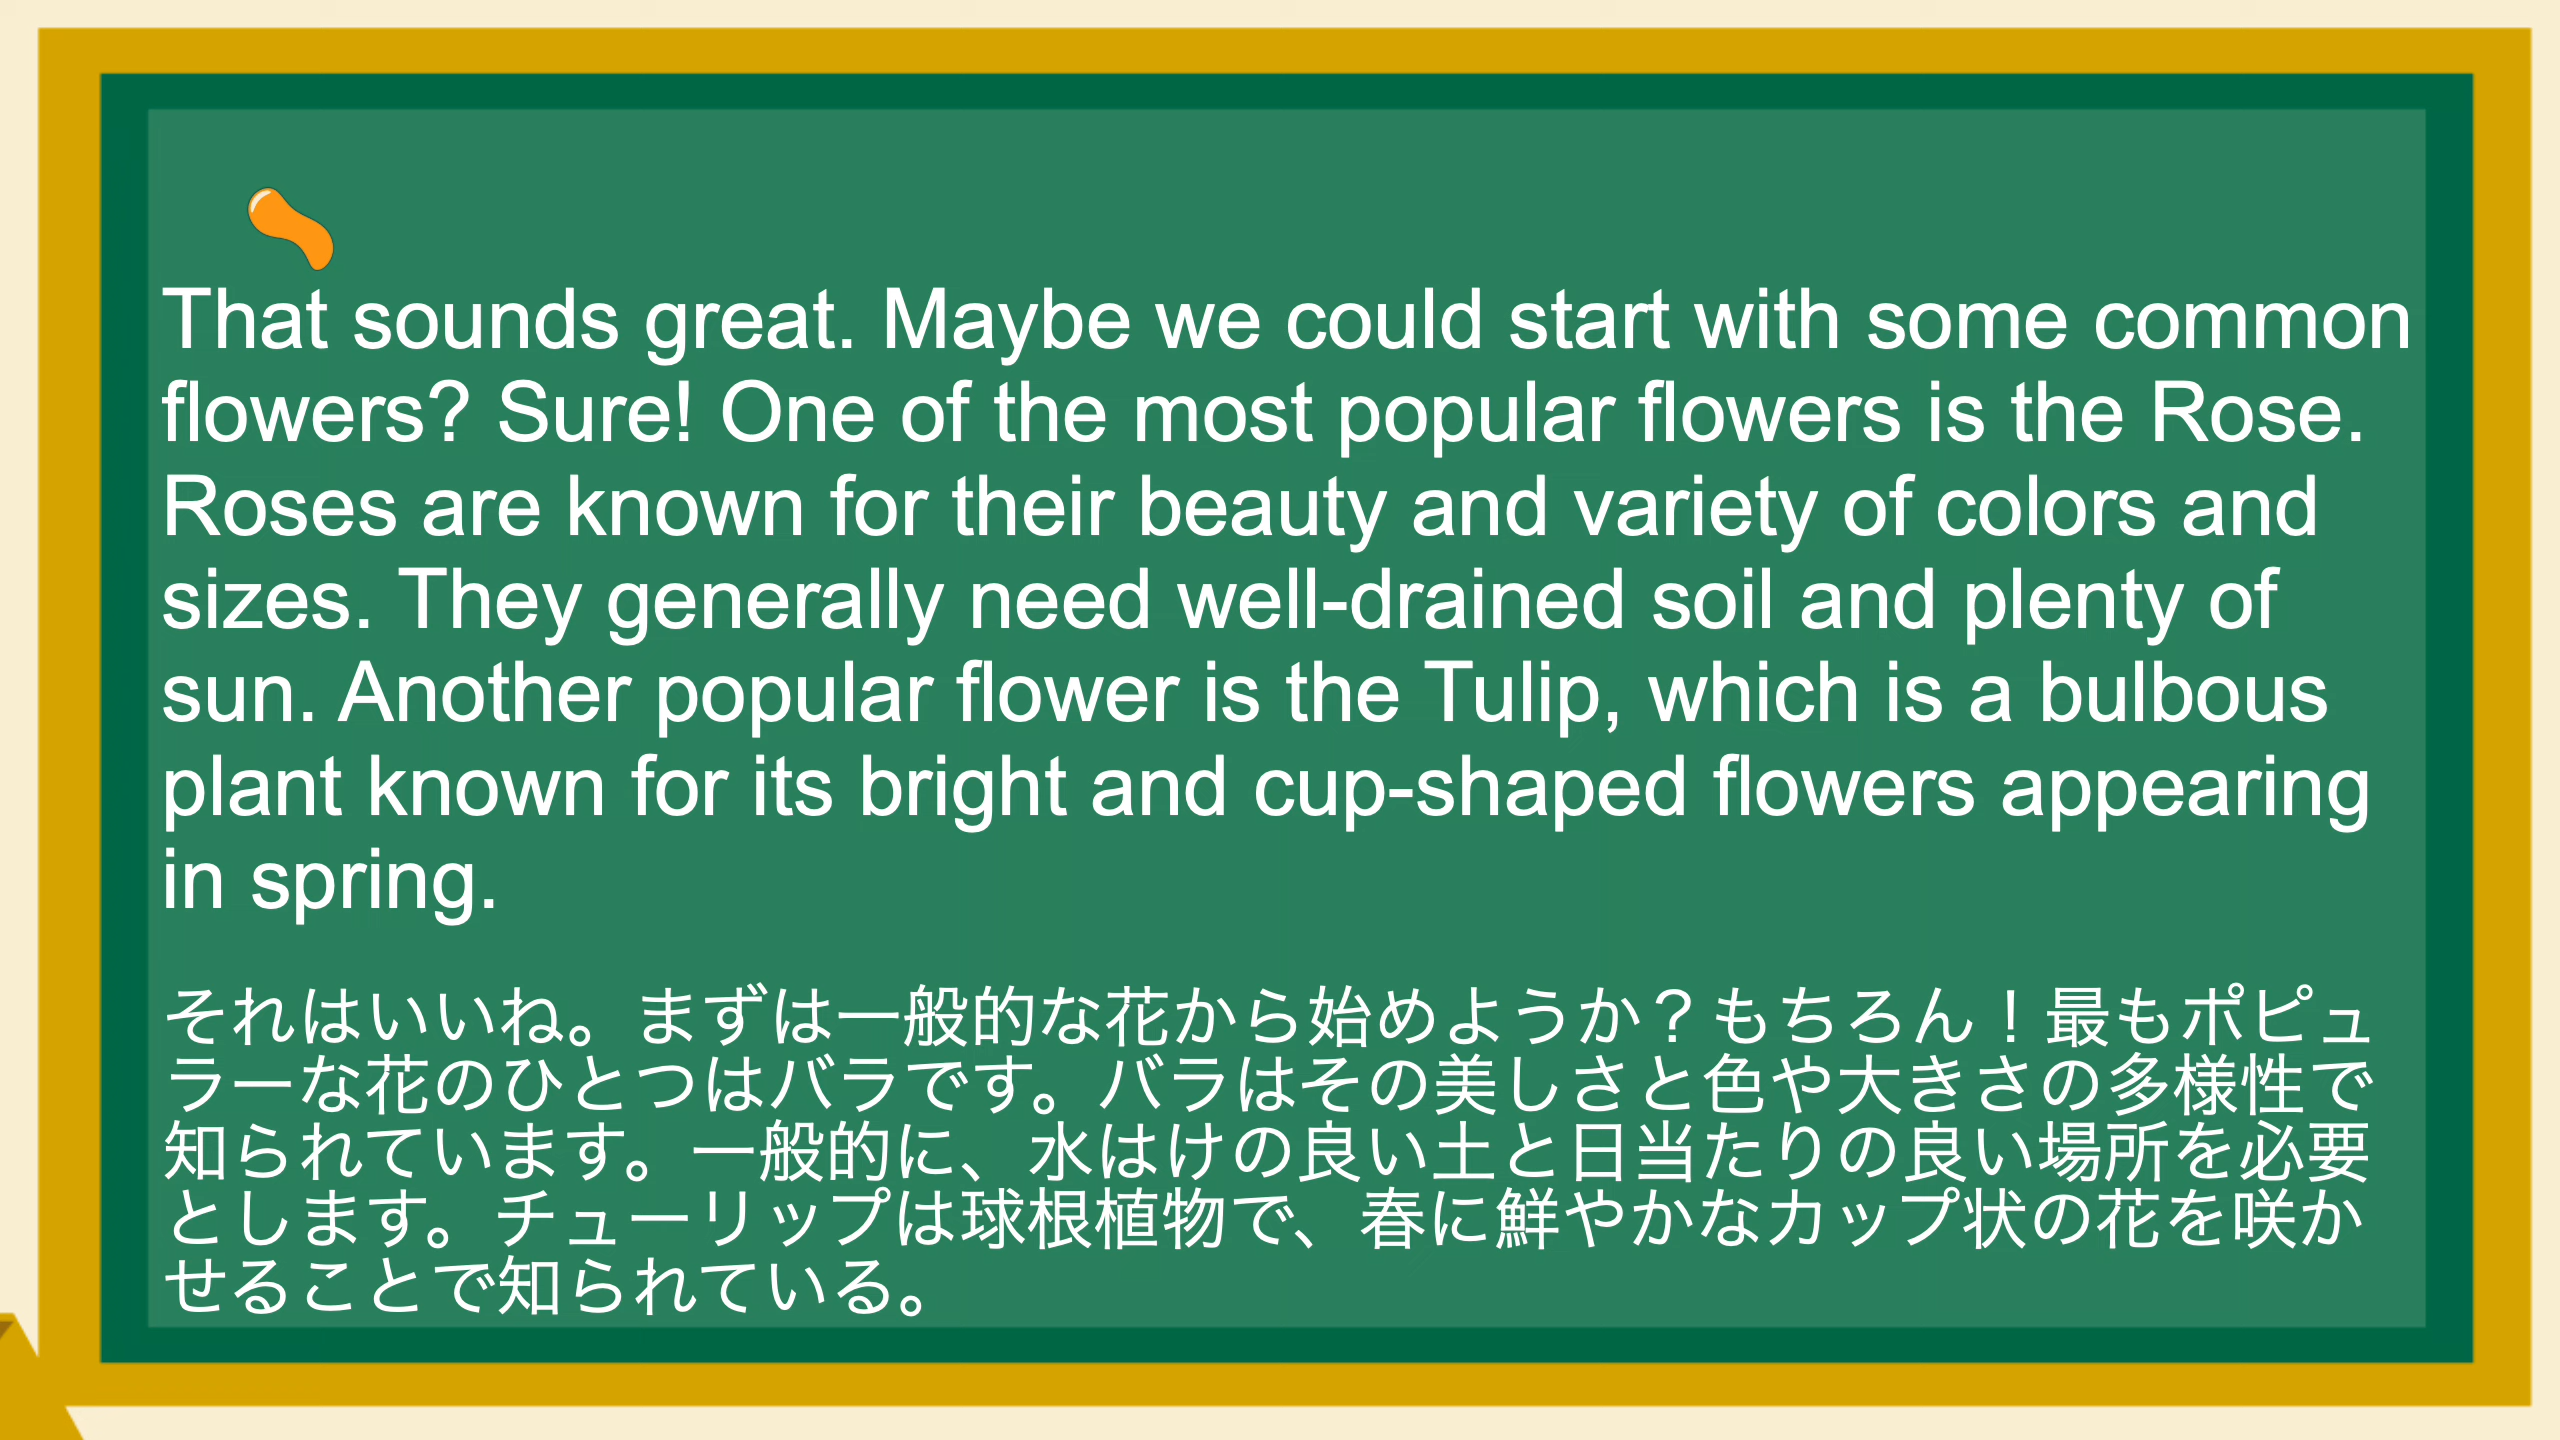 That sounds great. Maybe we could start with some common
flowers? Sure! One of the most popular flowers is the Rose.
Roses are known for their beauty and variety of colors and
sizes. They generally need well-drained soil and plenty of
sun. Another popular flower is the Tulip, which is a bulbous
plant known for its bright and cup-shaped flowers appearing
in spring.
それはいいね。まずは一般的な花から始めようか？もちろん！最もポピュ
ラーな花のひとつはバラです。バラはその美しさと色や大きさの多様性で
知られています。一般的に、水はけの良い土と日当たりの良い場所を必要
とします。チューリップは球根植物で、春に鮮やかなカップ状の花を咲か
せることで知られている。